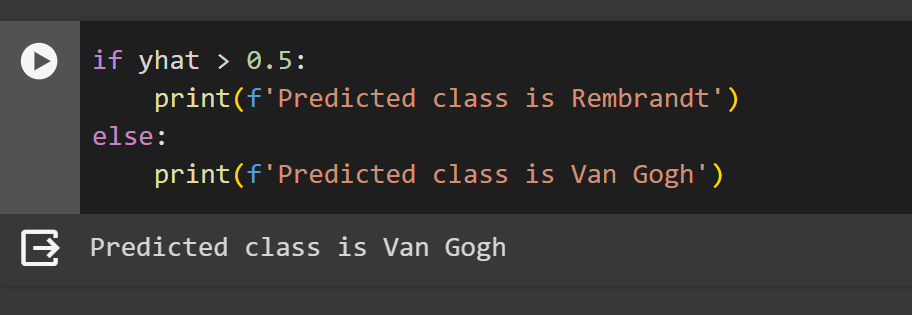 if yhat > 0.5:
    print(f'Predicted class is Rembrandt')
else:
    print(f'Predicted class is Van Gogh')
Predicted class is Van Gogh